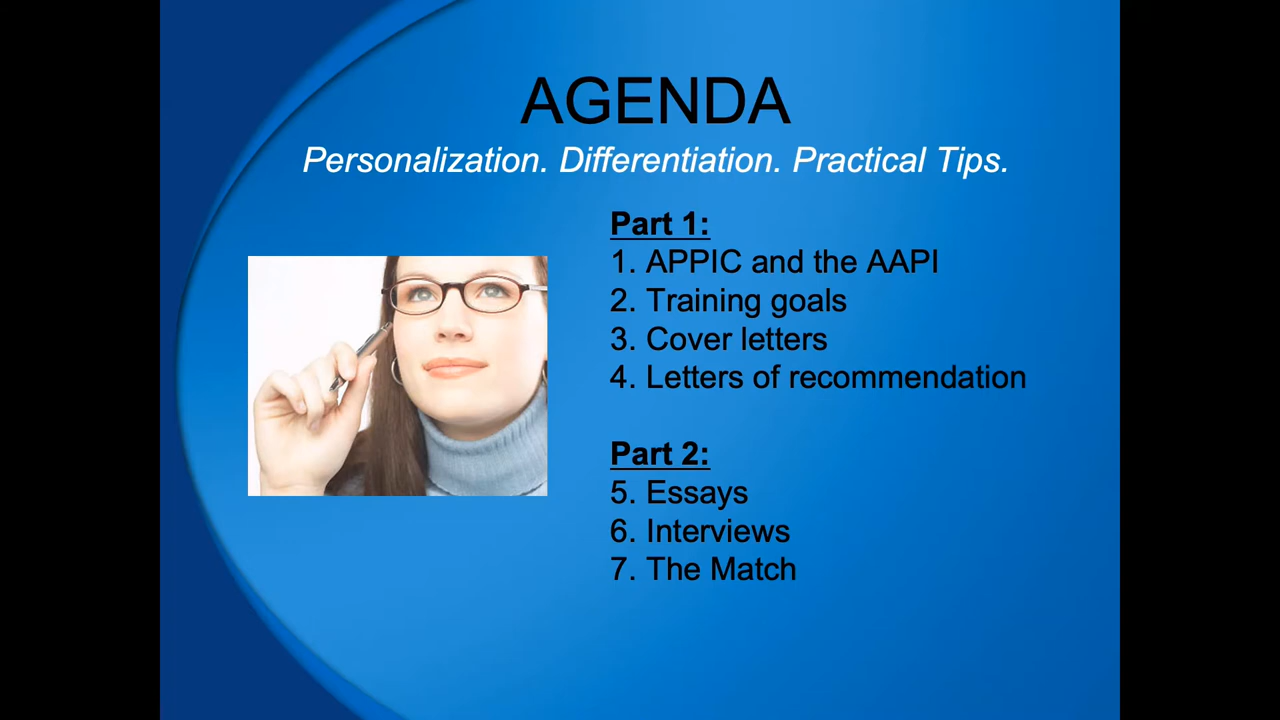 AGENDA
Personalization. Differentiation. Practical Tips.
Part 1:
1. APPIC and the AAPI
2. Training goals
3. Cover letters
4. Letters of recommendation
Part 2:
5. Essays
6. Interviews
7. The Match